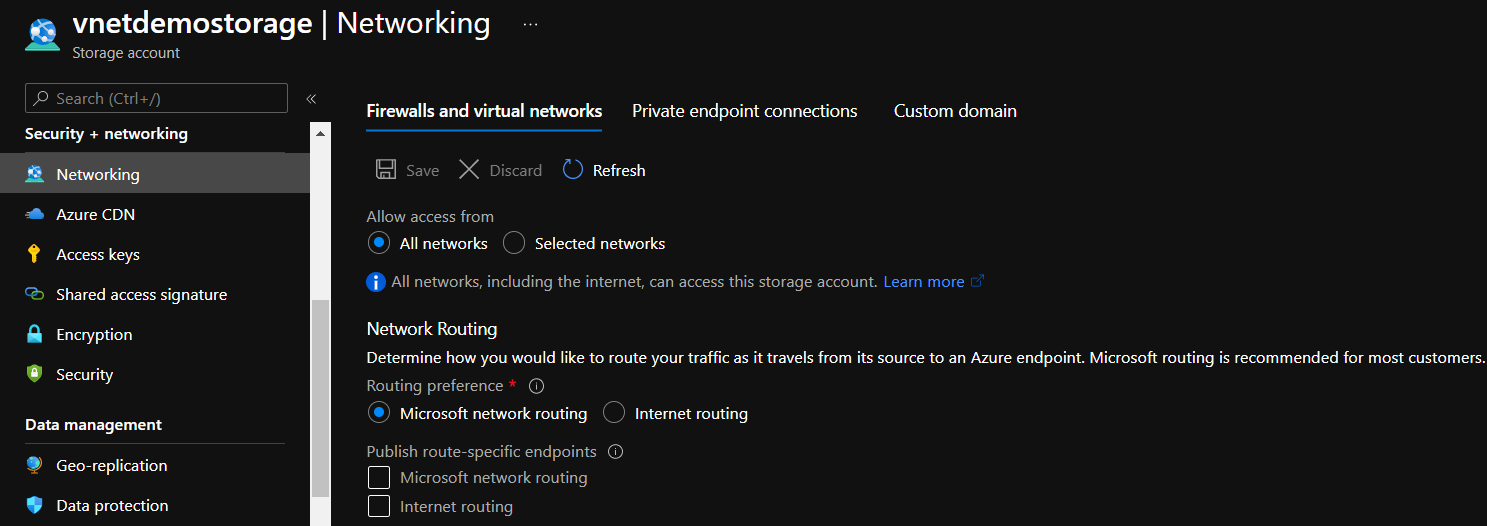 vnetdemostorage | Networking ...
Storage account
Search (Ctrl+/) «
Security + networking
Networking
Azure CDN
Access keys
Shared access signature
Encryption
Security
Data management
Geo-replication
Data protection
Firewalls and virtual networks Private endpoint connections Custom domain
Save Discard Refresh
Allow access from
All networks Selected networks
All networks, including the internet, can access this storage account. Learn more
Network Routing
Determine how you would like to route your traffic as it travels from its source to an Azure endpoint. Microsoft routing is recommended for most customers.
Routing preference *
Microsoft network routing Internet routing
Publish route-specific endpoints
Microsoft network routing
Internet routing